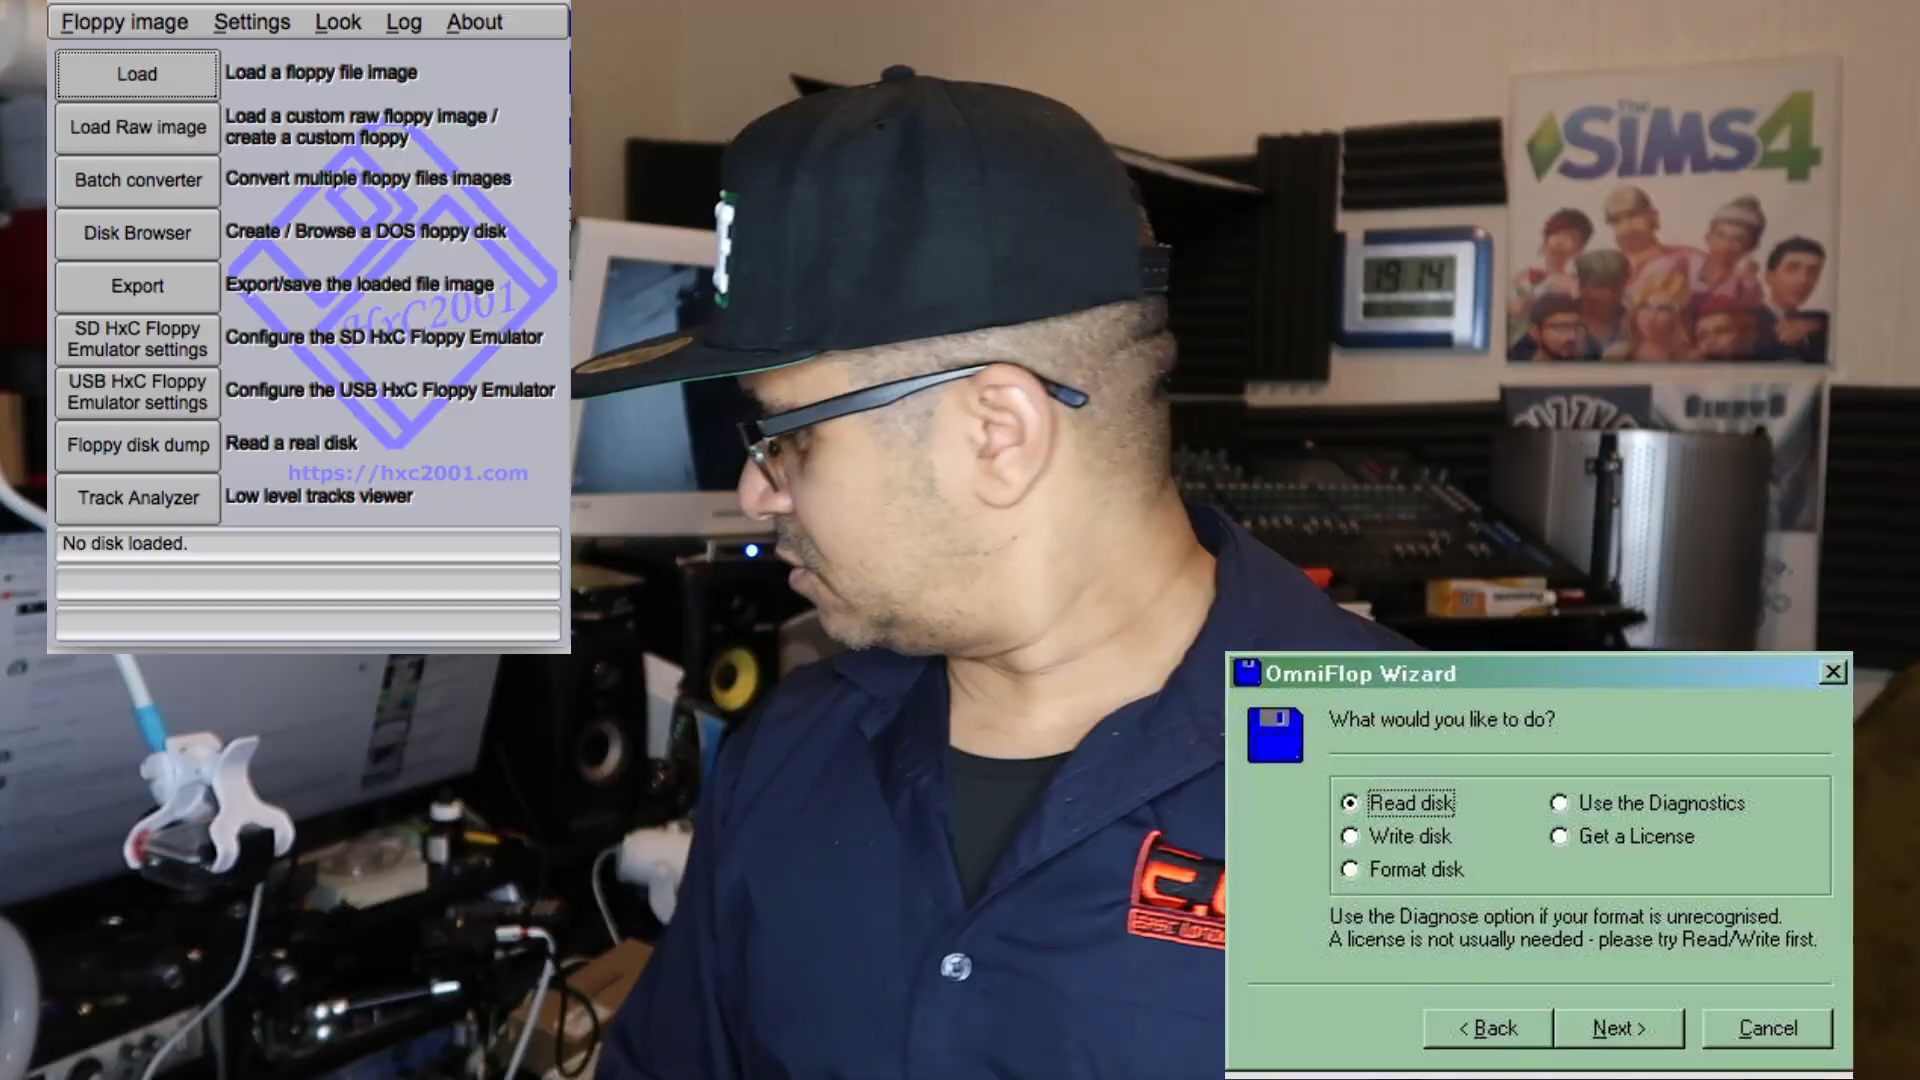 Floppy image Settings Look Log About
Load Load a floppy file image
Load Raw image Load a custom raw floppy image /
create a custom floppy
Batch converter Convert multiple floppy files images
Disk Browser Create / Browse a DOS floppy disk
Export Export/save the loaded file image
HxC2001
SD HxC Floppy
Emulator settings Configure the SD HxC Floppy Emulator
USB HxC Floppy
Emulator settings Configure the USB HxC Floppy Emulator
Floppy disk dump Read a real disk
https://hxc2001.com
Track Analyzer Low level tracks viewer
No disk loaded.
The
SIMS 4
19:14
OmniFlop Wizard
What would you like to do?
Read disk Use the Diagnostics
Write disk Get a License
Format disk
Use the Diagnose option if your format is unrecognised.
A license is not usually needed - please try Read/Write first.
< Back Next > Cancel